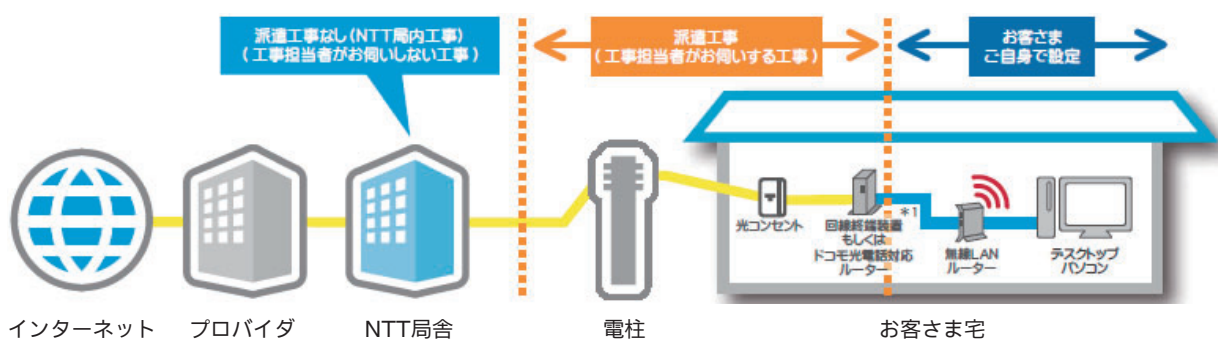 派遣工事なし(NTT局内工事)
(工事担当者がお伺いしない工事)
派遣工事
(工事担当者がお伺いする工事)
お客さま
ご自身で設定
光コンセント
回線終端装置
もしくは
ドコモ光電話対応
ルーター
*1
無線LAN
ルーター
デスクトップ
パソコン
インターネット
プロバイダ
NTT局舎
電柱
お客さま宅